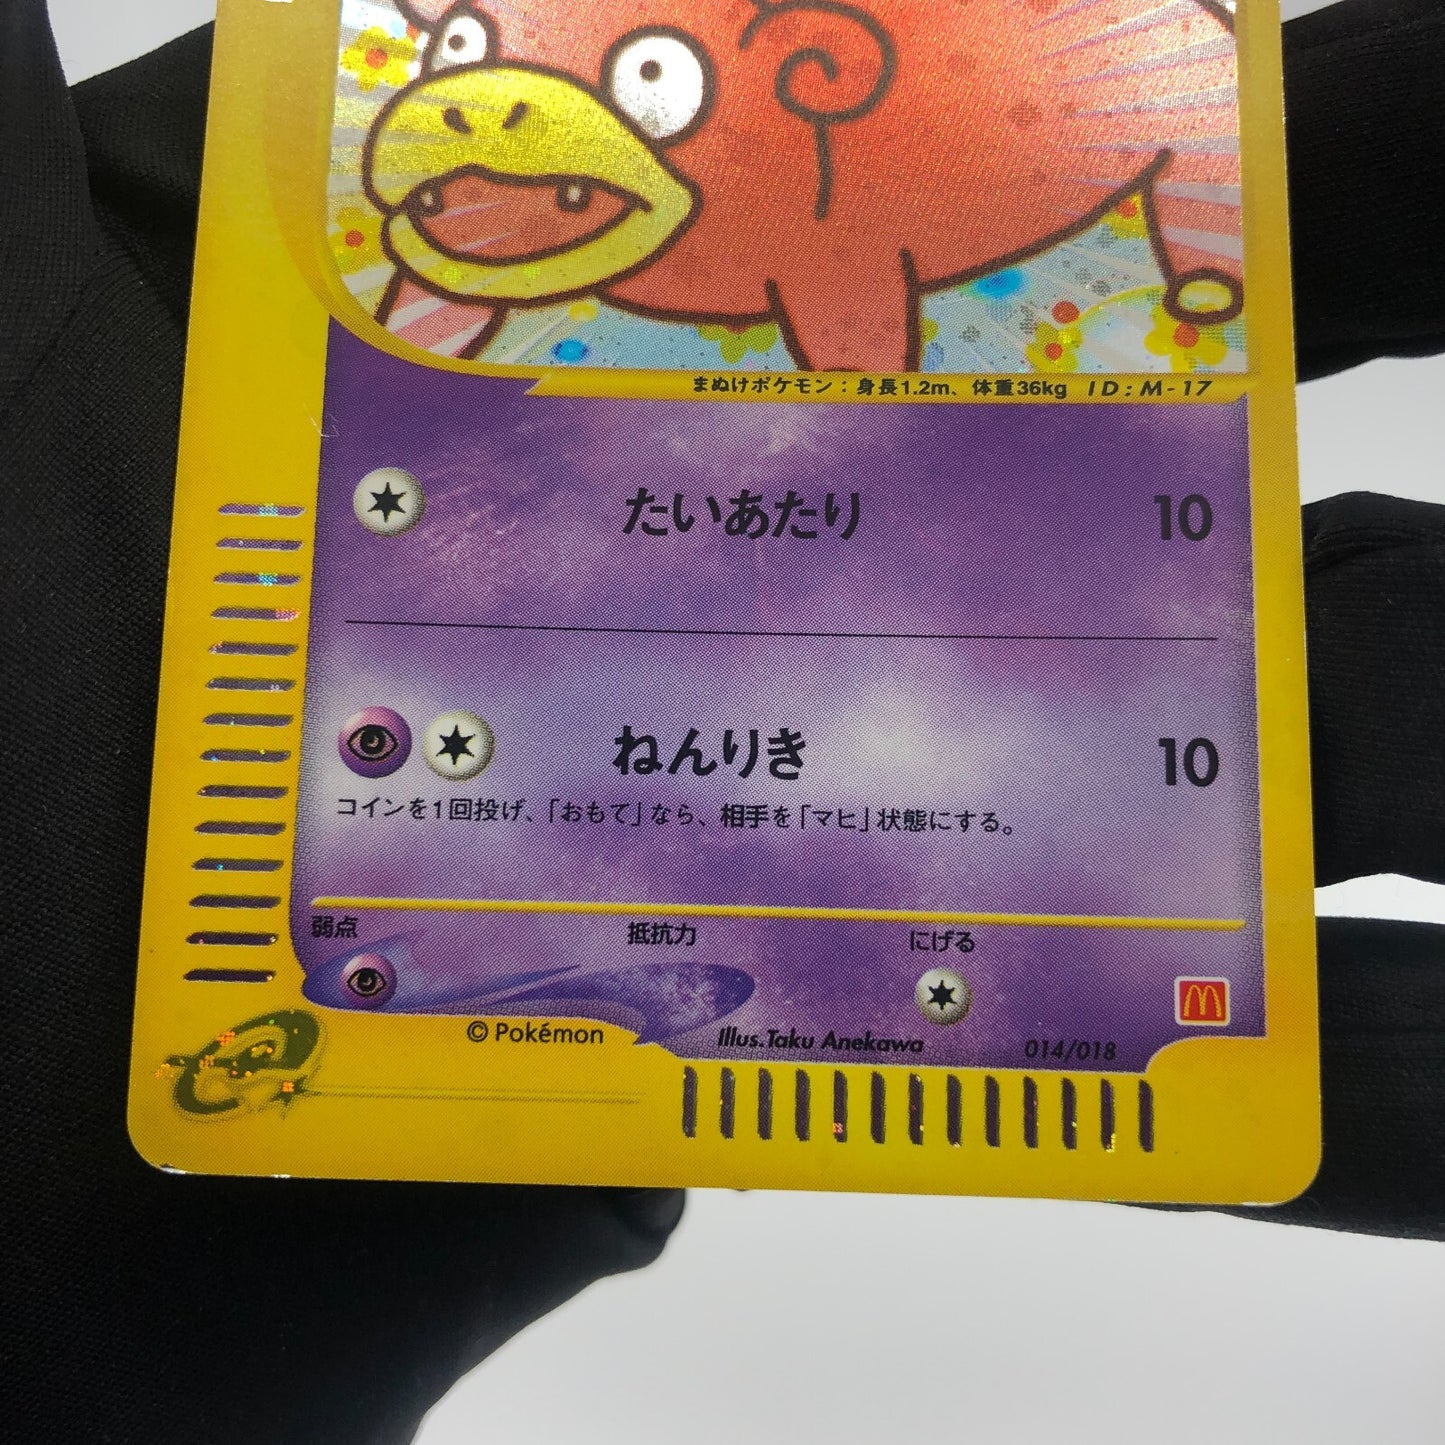 まぬけポケモン：身長1.2m、体重36kg ID:M-17
たいあたり 10
ねんりき 10
コインを1回投げ、「おもて」なら、相手を「マヒ」状態にする。
弱点 抵抗力 にげる
© Pokémon Illus.Taku Anekawa 014/018